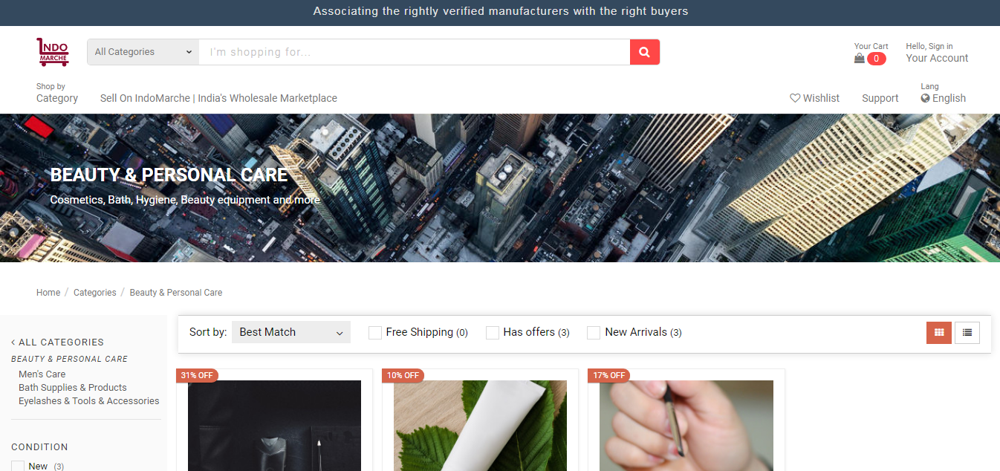 Associating the rightly verified manufacturers with the right buyers
INDO
MARCHE
All Categories
I'm shopping for...
Your Cart
0
Hello, Sign in
Your Account
Shop by
Category
Sell On IndoMarche | India's Wholesale Marketplace
Wishlist
Support
Lang
English
BEAUTY & PERSONAL CARE
Cosmetics, Bath, Hygiene, Beauty equipment and more
Home / Categories / Beauty & Personal Care
Sort by: Best Match
Free Shipping (0)
Has offers (3)
New Arrivals (3)
ALL CATEGORIES
BEAUTY & PERSONAL CARE
Men's Care
Bath Supplies & Products
Eyelashes & Tools & Accessories
CONDITION
New (3)
31% OFF
10% OFF
17% OFF